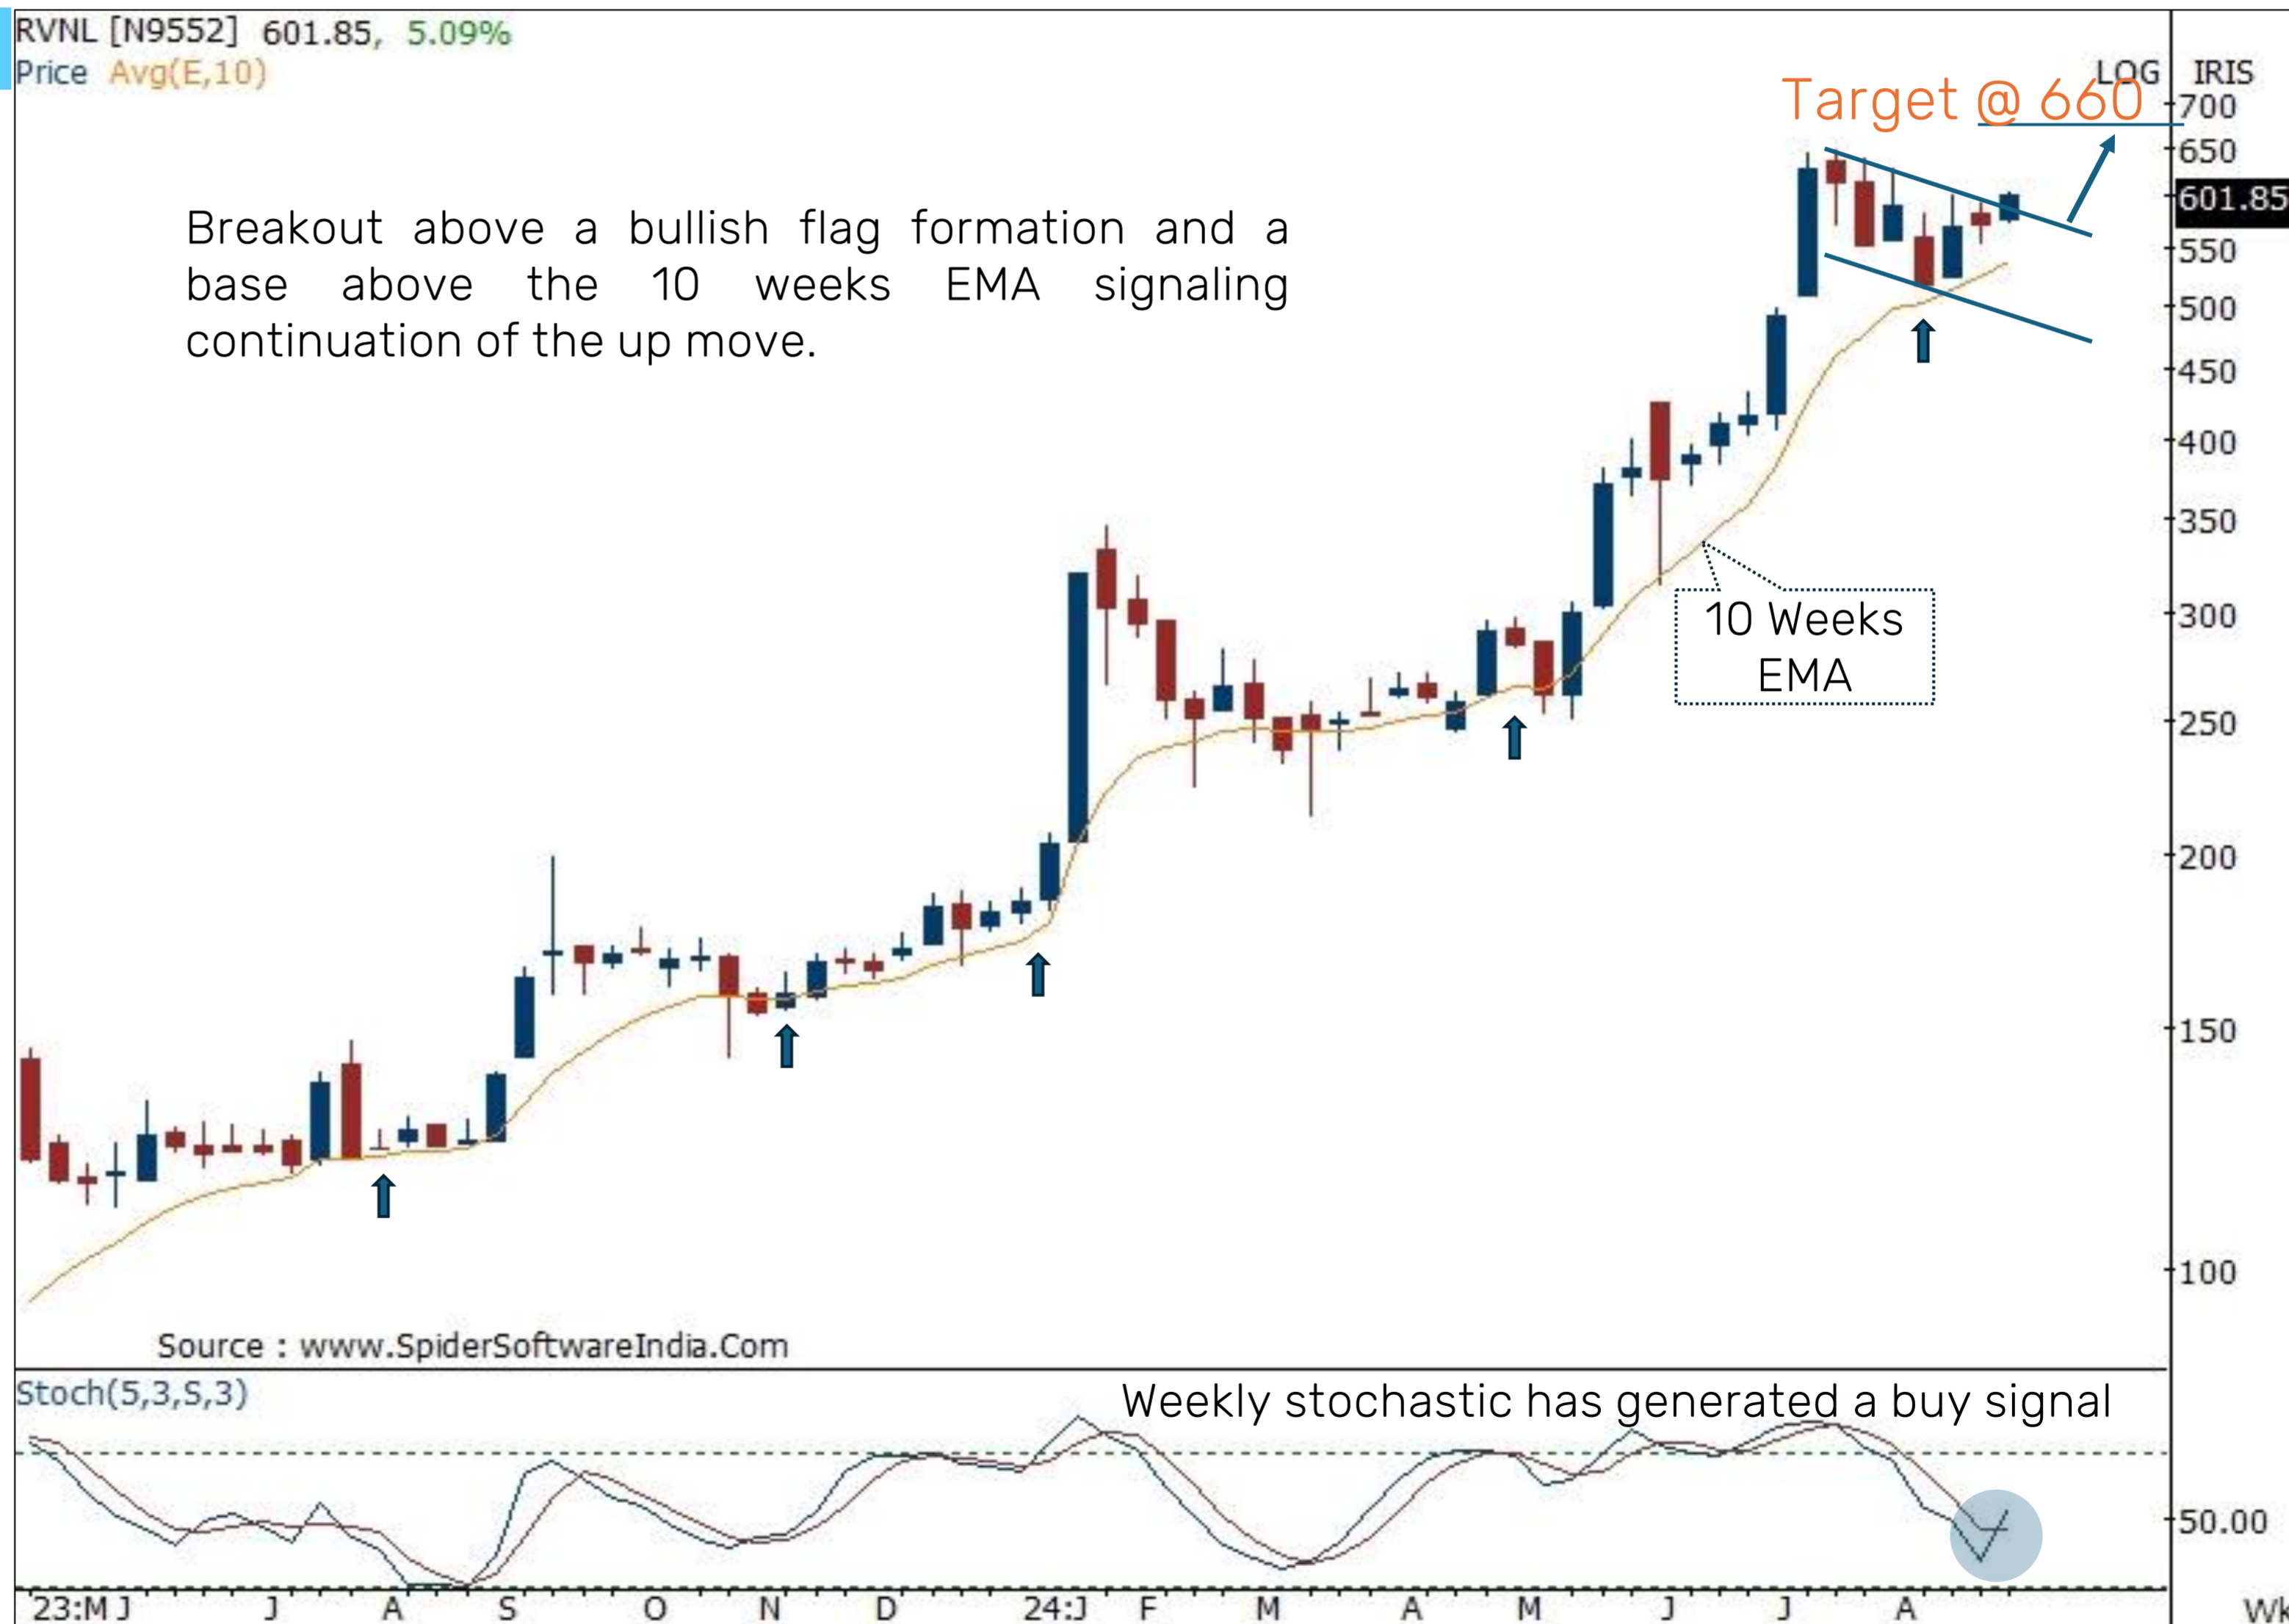 RVNL [N9552] 601.85, 5.09%
Price Avg(E,10)
LOG IRIS
Target @ 660
700
650
601.85
550
500
450
400
350
300
250
200
150
100
Breakout above a bullish flag formation and a
base above the 10 weeks EMA signaling
continuation of the up move.
10 Weeks
EMA
Source : www.SpiderSoftwareIndia.Com
Stoch(5,3,S,3)
Weekly stochastic has generated a buy signal
50.00
23:M J J A S O N D 24:J F M A M J J A Wk